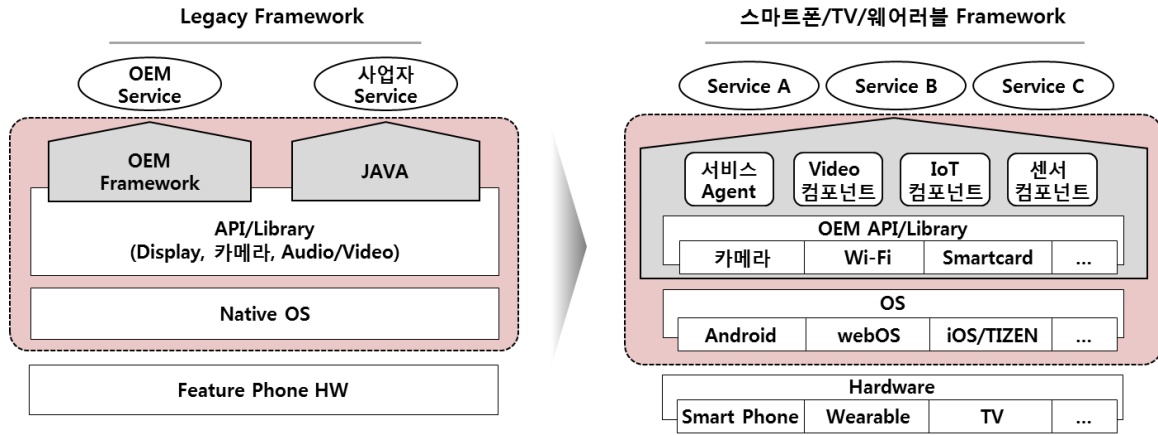 Legacy Framework
OEM
Service
사업자
Service
OEM
Framework
JAVA
API/Library
(Display, 카메라, Audio/Video)
Native OS
Feature Phone HW
스마트폰/TV/웨어러블 Framework
Service A
Service B
Service C
서비스
Agent
Video
컴포넌트
IoT
컴포넌트
센서
컴포넌트
OEM API/Library
카메라
Wi-Fi
Smartcard
...
OS
Android
webOS
iOS/TIZEN
...
Hardware
Smart Phone
Wearable
TV
...